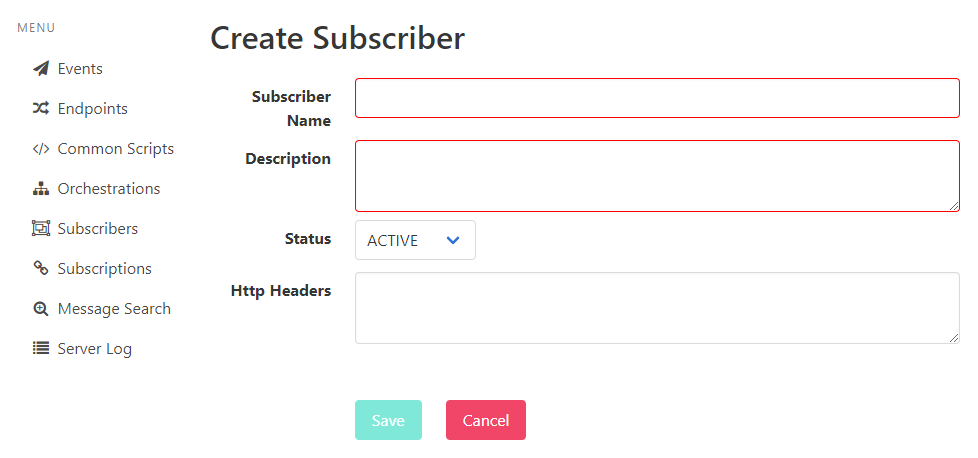 MENU
Events
Endpoints
Common Scripts
Orchestrations
Subscribers
Subscriptions
Message Search
Server Log
Create Subscriber
Subscriber
Name
Description
Status
ACTIVE
Http Headers
Save
Cancel